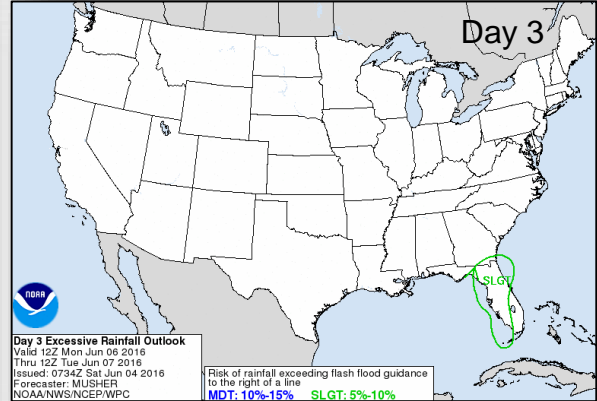 Day 3
SLGT
NOAA
Day 3 Excessive Rainfall Outlook
Valid 12Z Mon Jun 06 2016
Thru 12Z Tue Jun 07 2016
Issued: 0734Z Sat Jun 04 2016
Forecaster: MUSHER
NOAA/NWS/NCEP/WPC
Risk of rainfall exceeding flash flood guidance
to the right of a line
MDT: 10%-15% SLGT: 5%-10%